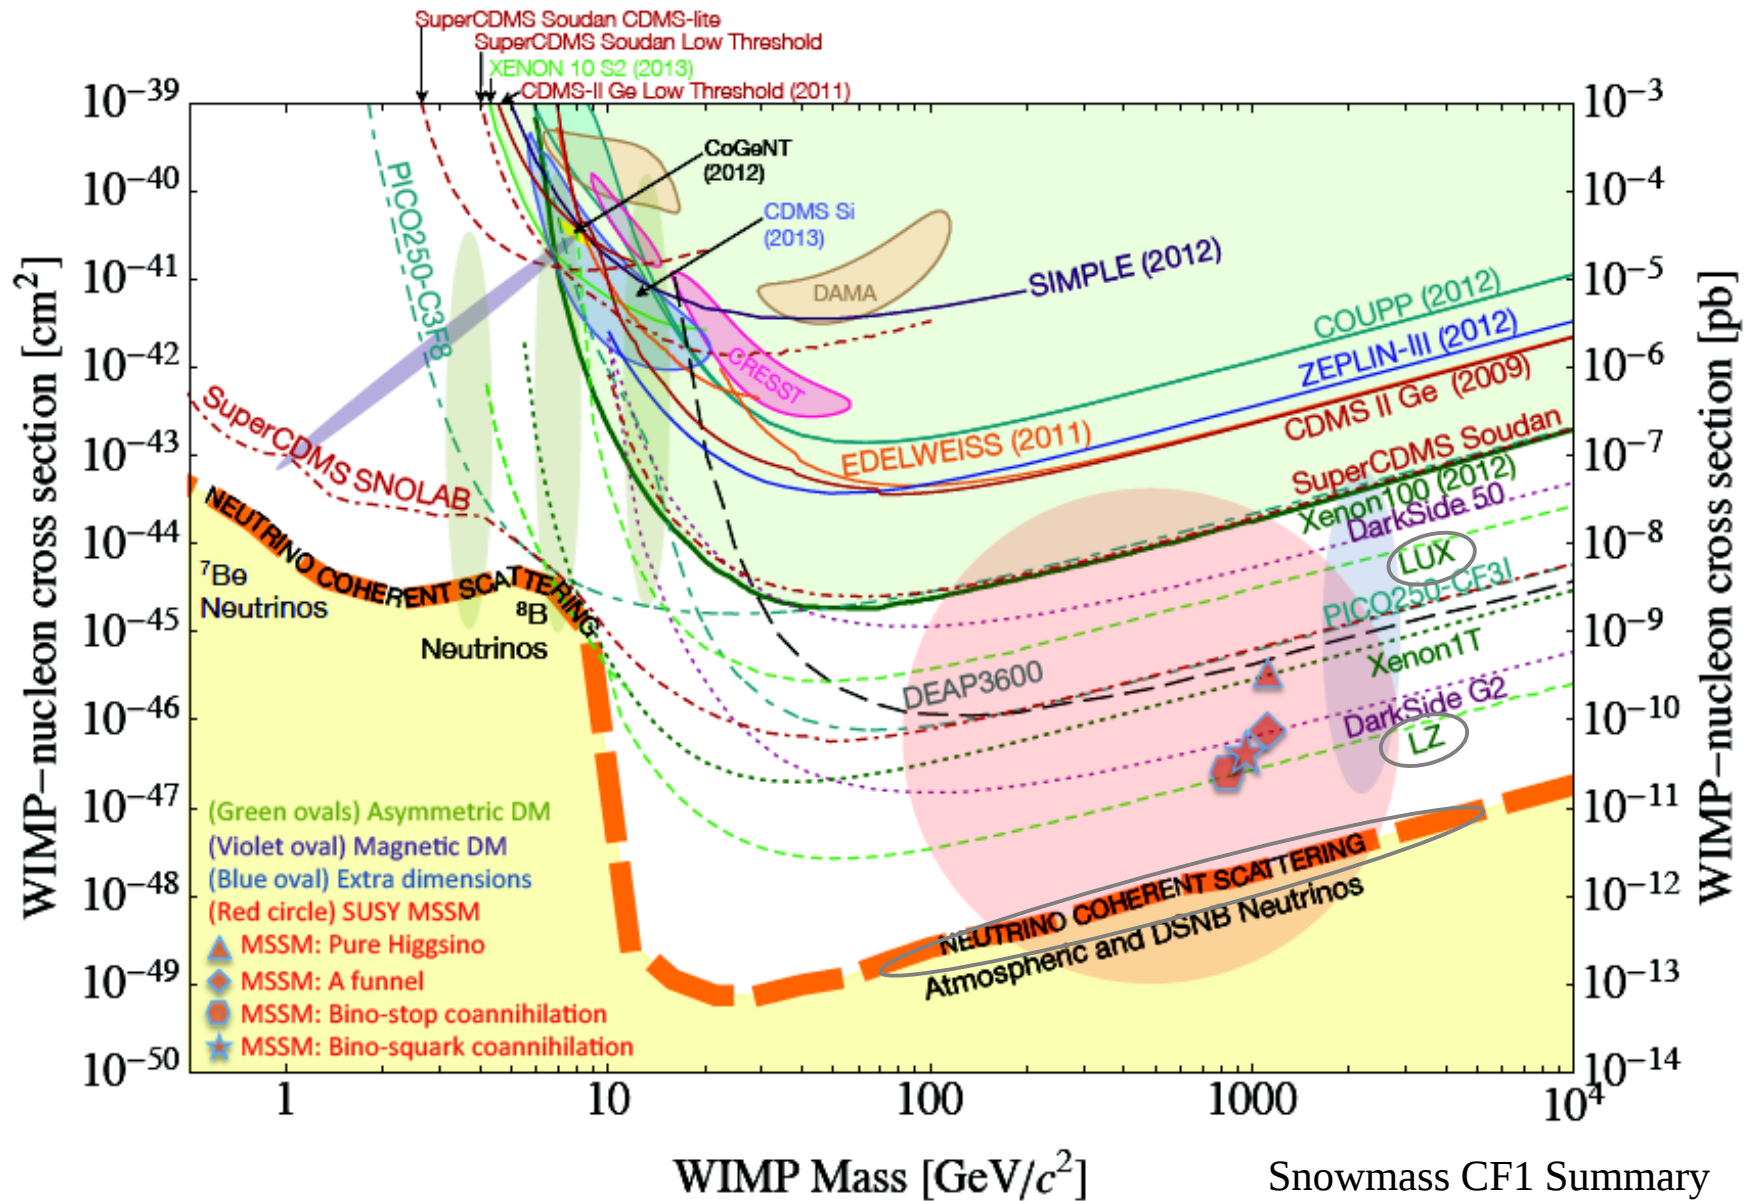 SuperCDMS Soudan CDMS-lite
SuperCDMS Soudan Low Threshold
XENON 10 S2 (2013)
CDMS-II Ge Low Threshold (2011)
10−39
10−40
10−41
10−42
10−43
10−44
10−45
10−46
10−47
10−48
10−49
10−50
WIMP−nucleon cross section [cm2]
10−3
10−4
10−5
10−6
10−7
10−8
10−9
10−10
10−11
10−12
10−13
10−14
WIMP−nucleon cross section [pb]
CoGeNT
(2012)
CDMS Si
(2013)
PICO250-C3F8
DAMA
SIMPLE (2012)
COUPP (2012)
ZEPLIN-III (2012)
CRESST
CDMS II Ge (2009)
EDELWEISS (2011)
SuperCDMS SNOLAB
SuperCDMS Soudan
Xenon100 (2012)
DarkSide 50
LUX
NEUTRINO COHERENT SCATTERING
7Be
Neutrinos
8B
Neutrinos
PICO250-CF3I
Xenon1T
DEAP3600
DarkSide G2
LZ
NEUTRINO COHERENT SCATTERING
Atmospheric and DSNB Neutrinos
(Green ovals) Asymmetric DM
(Violet oval) Magnetic DM
(Blue oval) Extra dimensions
(Red circle) SUSY MSSM
MSSM: Pure Higgsino
MSSM: A funnel
MSSM: Bino-stop coannihilation
MSSM: Bino-squark coannihilation
1
10
100
1000
104
WIMP Mass [GeV/c2]
Snowmass CF1 Summary